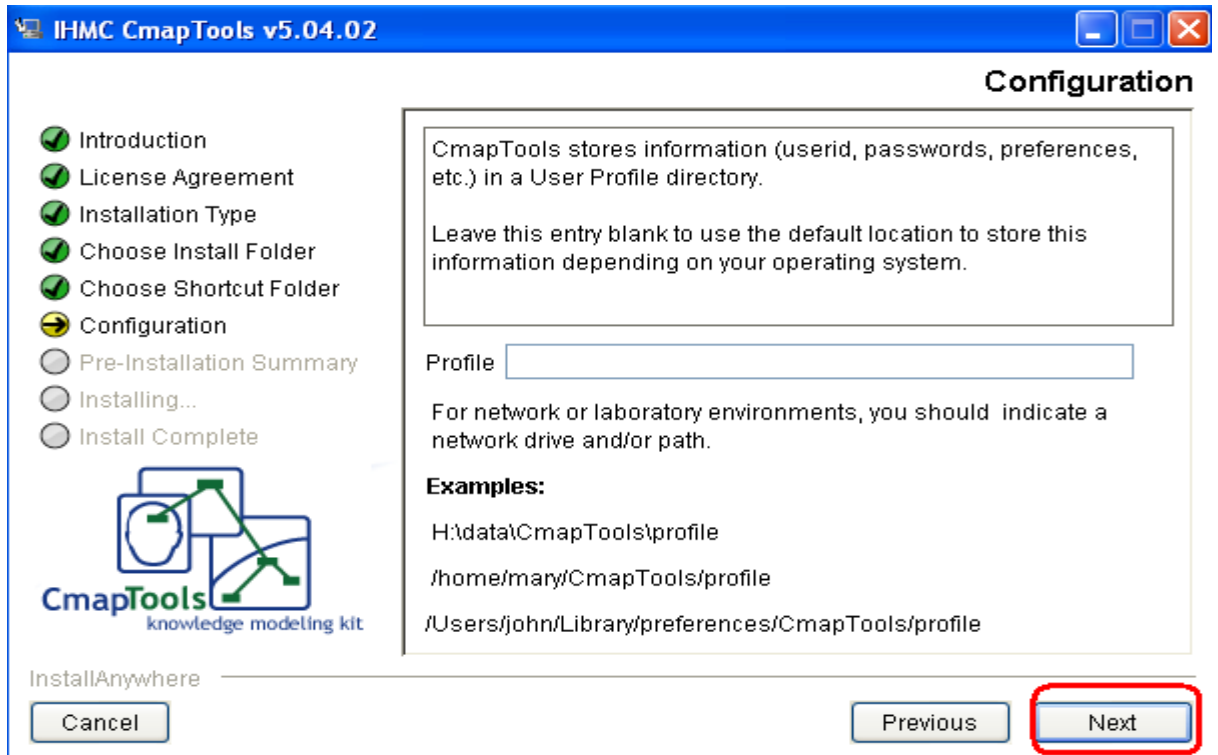 IHMC CmapTools v5.04.02
Configuration
Introduction
License Agreement
Installation Type
Choose Install Folder
Choose Shortcut Folder
Configuration
Pre-Installation Summary
Installing...
Install Complete
CmapTools
knowledge modeling kit
CmapTools stores information (userid, passwords, preferences,
etc.) in a User Profile directory.
Leave this entry blank to use the default location to store this
information depending on your operating system.
Profile
For network or laboratory environments, you should indicate a
network drive and/or path.
Examples:
H:\data\CmapTools\profile
/home/mary/CmapTools/profile
/Users/john/Library/preferences/CmapTools/profile
InstallAnywhere
Cancel
Previous
Next